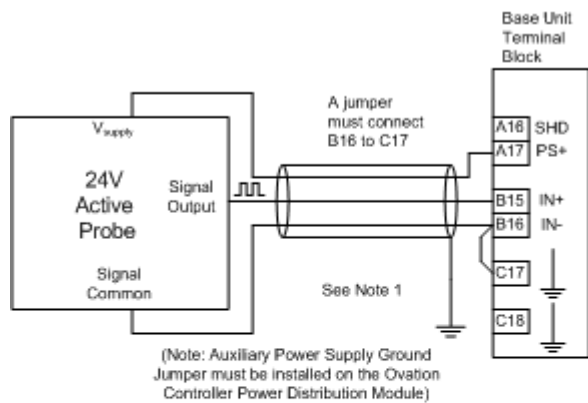 Base Unit
Terminal
Block
A jumper
must connect
B16 to C17
V supply
24V
Active
Probe
Signal
Output
Signal
Common
A16 SHD
A17 PS+
B15 IN+
B16 IN-
C17
C18
See Note 1
(Note: Auxiliary Power Supply Ground
Jumper must be installed on the Ovation
Controller Power Distribution Module)